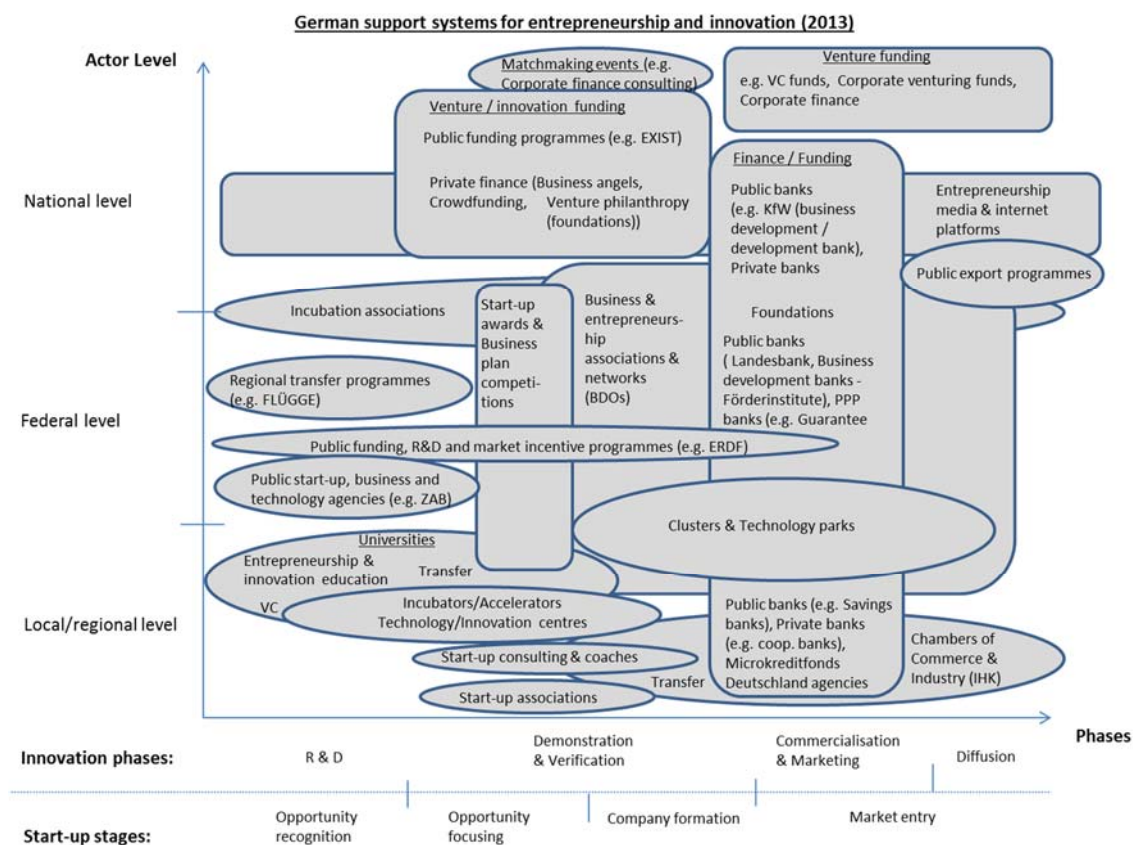 German support systems for entrepreneurship and innovation (2013)
Actor Level
Matchmaking events (e.g.
Corporate finance consulting)
Venture funding
e.g. VC funds, Corporate venturing funds,
Corporate finance
Venture / innovation funding
Public funding programmes (e.g. EXIST)
Private finance (Business angels,
Crowdfunding, Venture philanthropy
(foundations))
Finance / Funding
Public banks
(e.g. KfW (business
development /
development bank),
Private banks
Entrepreneurship
media & internet
platforms
National level
Public export programmes
Incubation associations
Start-up
awards &
Business
plan
competi-
tions
Business &
entrepreneurs-
hip
associations &
networks
(BDOs)
Foundations
Public banks
( Landesbank, Business
development banks -
Förderinstitute), PPP
banks (e.g. Guarantee
Regional transfer programmes
(e.g. FLÜGGE)
Federal level
Public funding, R&D and market incentive programmes (e.g. ERDF)
Public start-up, business and
technology agencies (e.g. ZAB)
Clusters & Technology parks
Universities
Entrepreneurship &
innovation education
Transfer
VC
Incubators/Accelerators
Technology/Innovation centres
Local/regional level
Public banks (e.g. Savings
banks), Private banks
(e.g. coop. banks),
Microkreditfonds
Deutschland agencies
Chambers of
Commerce &
Industry (IHK)
Start-up consulting & coaches
Transfer
Start-up associations
Phases
Innovation phases:
R & D
Demonstration
& Verification
Commercialisation
& Marketing
Diffusion
Start-up stages:
Opportunity
recognition
Opportunity
focusing
Company formation
Market entry